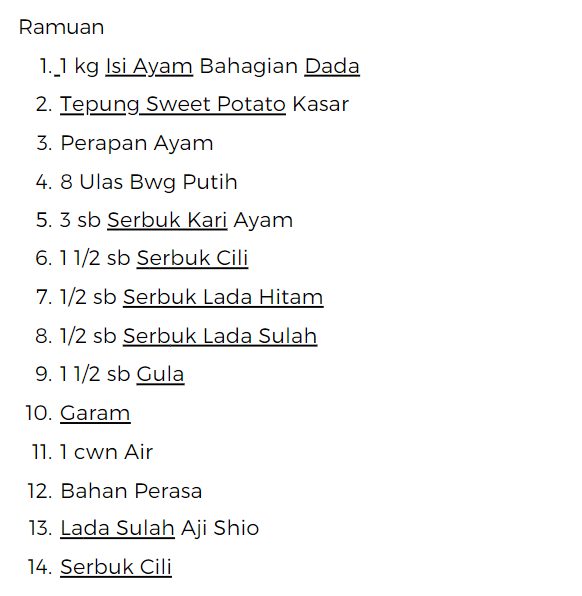 Ramuan
1. 1 kg Isi Ayam Bahagian Dada
2. Tepung Sweet Potato Kasar
3. Perapan Ayam
4. 8 Ulas Bwg Putih
5. 3 sb Serbuk Kari Ayam
6. 1 1/2 sb Serbuk Cili
7. 1/2 sb Serbuk Lada Hitam
8. 1/2 sb Serbuk Lada Sulah
9. 1 1/2 sb Gula
10. Garam
11. 1 cwn Air
12. Bahan Perasa
13. Lada Sulah Aji Shio
14. Serbuk Cili